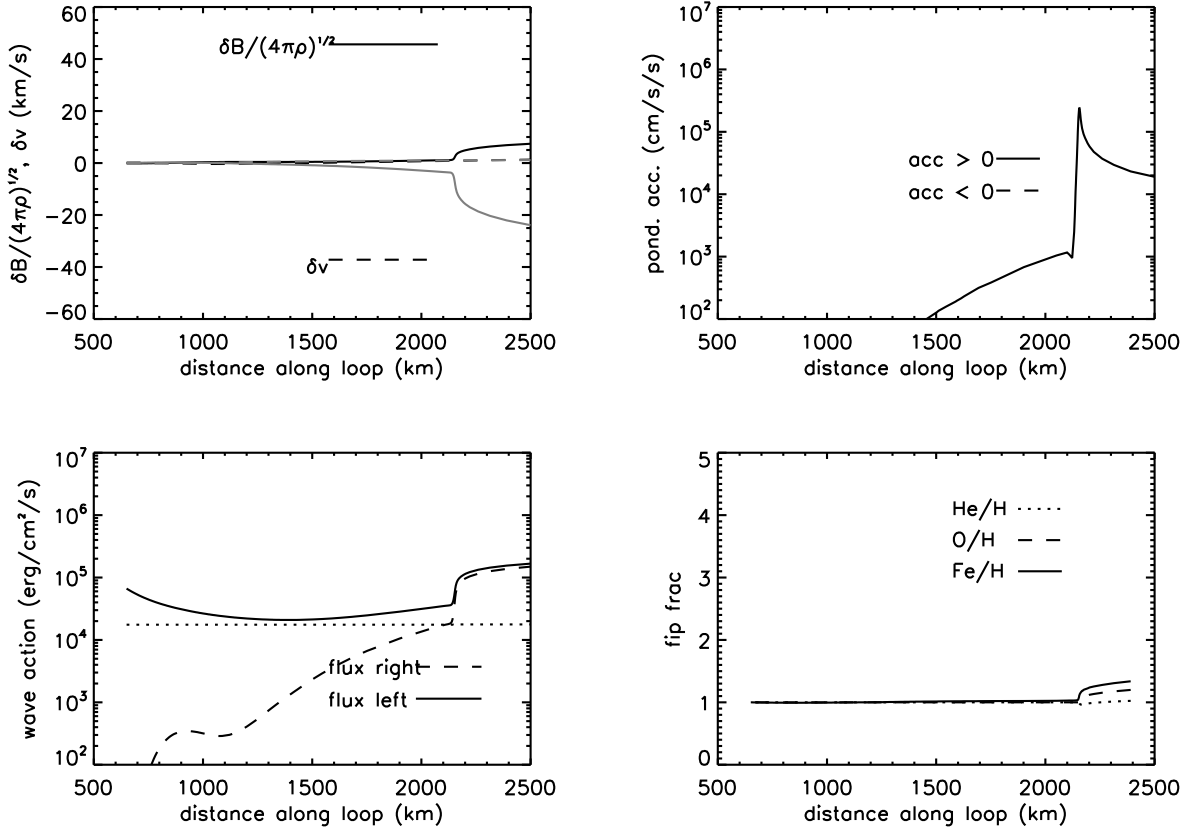 60
40
20
0
−20
−40
−60
δB/(4πρ)^1/2, δv (km/s)
δB/(4πρ)^1/2
δv
500 1000 1500 2000 2500
distance along loop (km)
10^7
10^6
10^5
10^4
10^3
10^2
pond. acc. (cm/s/s)
acc > 0
acc < 0
500 1000 1500 2000 2500
distance along loop (km)
10^7
10^6
10^5
10^4
10^3
10^2
wave action (erg/cm²/s)
flux right
flux left
500 1000 1500 2000 2500
distance along loop (km)
5
4
3
2
1
0
fip frac
He/H
O/H
Fe/H
500 1000 1500 2000 2500
distance along loop (km)